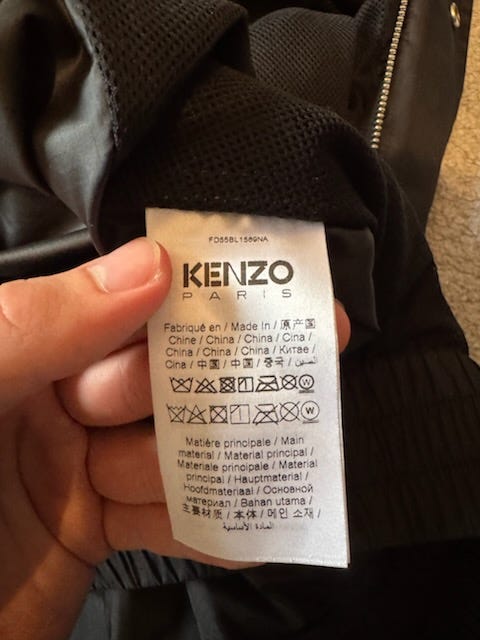 FD55BL1569NA
KENZO
PARIS
Fabriqué en / Made In / 原产国
Chine / China / China / Cina /
China / China / China / Китае /
Cina / 中国 / 中国 / 중국 / الصين
W
W
Matière principale / Main
material / Material principal /
Materiale principale / Material
principal / Hauptmaterial /
Hoofdmateriaal / Основной
материал / Bahan utama /
主要材质 / 本体 / 메인 소재 /
المادة الأساسية